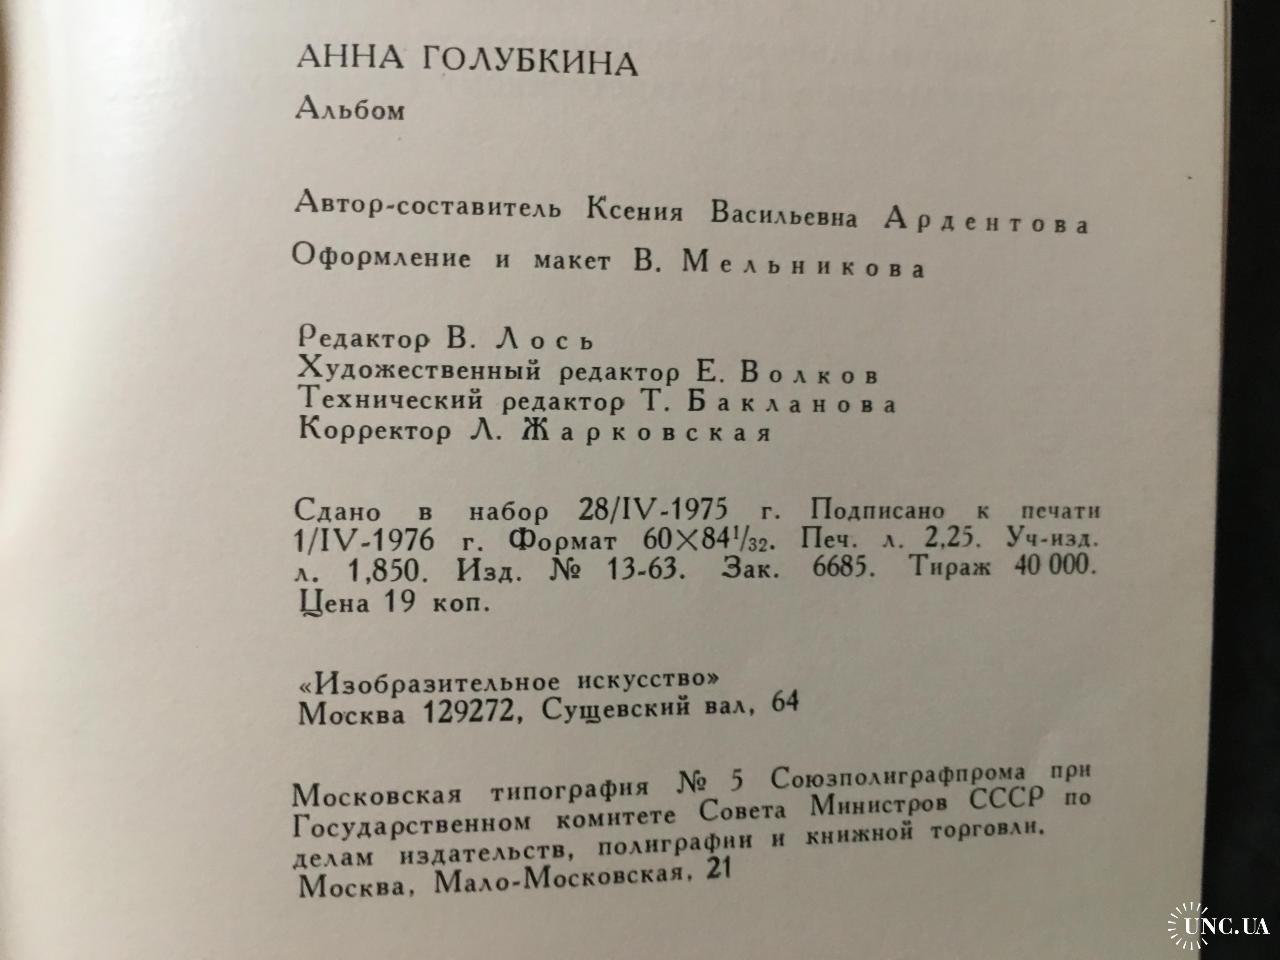 АННА ГОЛУБКИНА
Альбом
Автор-составитель Ксения Васильевна Ардентова
Оформление и макет В. Мельникова
Редактор В. Лось
Художественный редактор Е. Волков
Технический редактор Т. Бакланова
Корректор Л. Жарковская
Сдано в набор 28/IV-1975 г. Подписано к печати
1/IV-1976 г. Формат 60×84¹/₃₂. Печ. л. 2,25. Уч-изд.
л. 1,850. Изд. № 13-63. Зак. 6685. Тираж 40 000.
Цена 19 коп.
«Изобразительное искусство»
Москва 129272, Сущевский вал, 64
Московская типография № 5 Союзполиграфпрома при
Государственном комитете Совета Министров СССР по
делам издательств, полиграфии и книжной торговли.
Москва, Мало-Московская, 21
UNC.UA